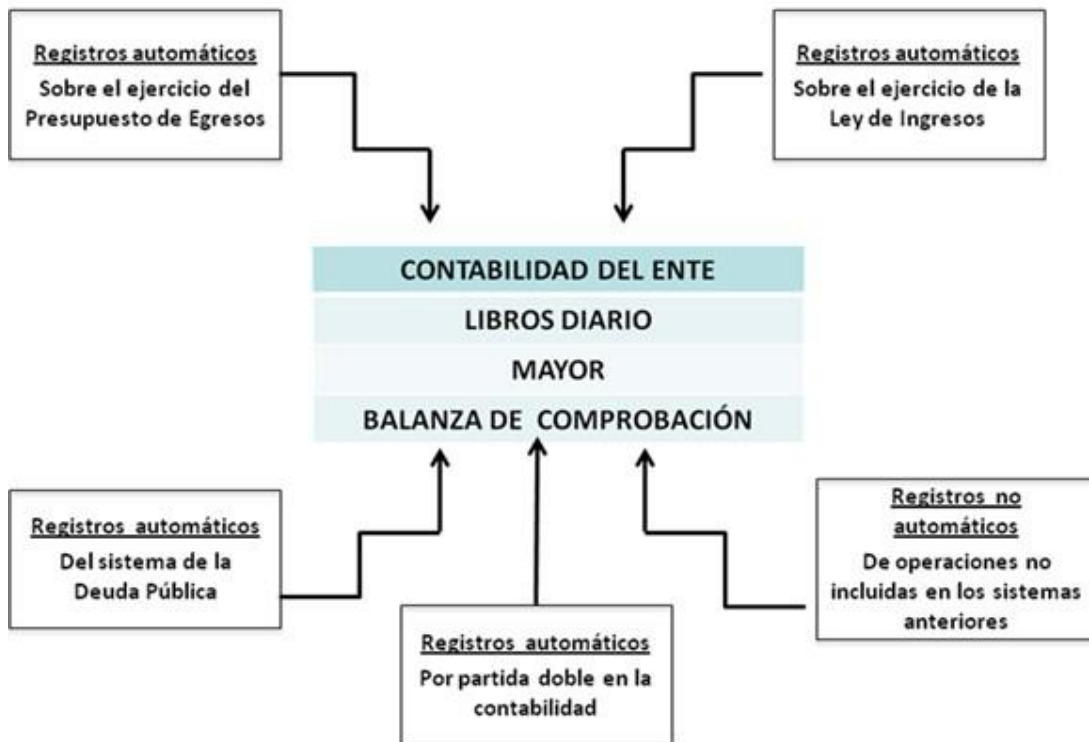 Registros automáticos
Sobre el ejercicio del
Presupuesto de Egresos
Registros automáticos
Sobre el ejercicio de la
Ley de Ingresos
CONTABILIDAD DEL ENTE
LIBROS DIARIO
MAYOR
BALANZA DE COMPROBACIÓN
Registros automáticos
Del sistema de la
Deuda Pública
Registros automáticos
Por partida doble en la
contabilidad
Registros no
automáticos
De operaciones no
incluidas en los sistemas
anteriores